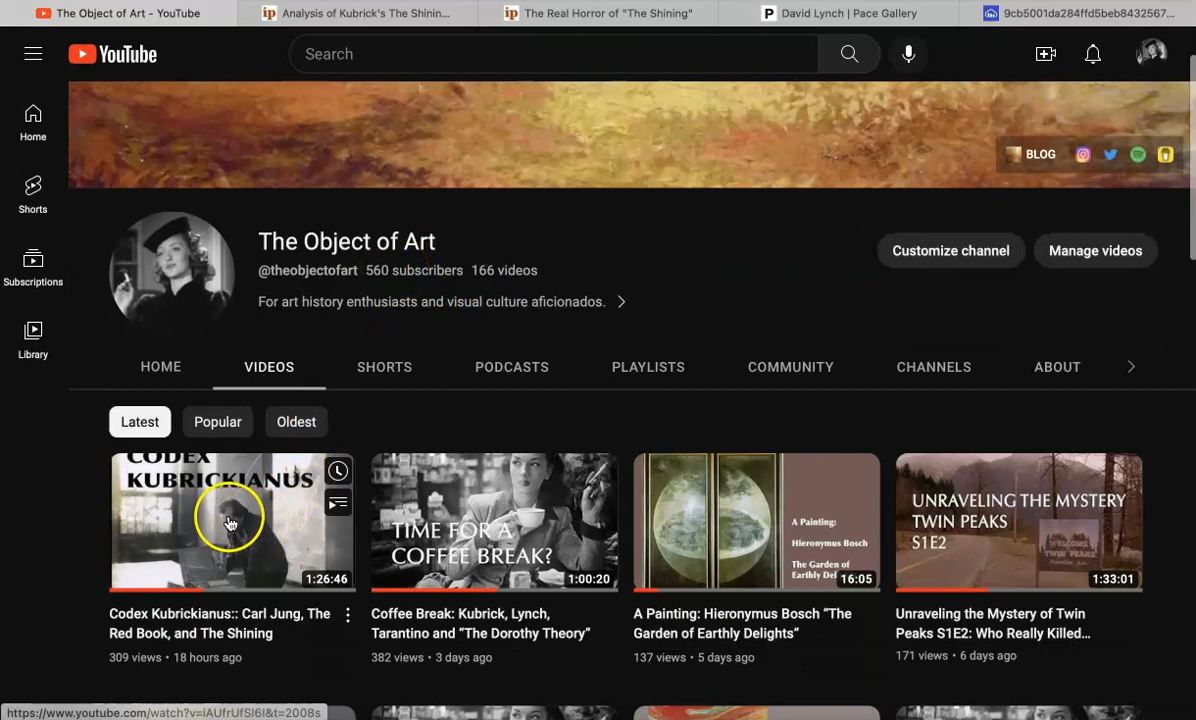 The Object of Art - YouTube
Analysis of Kubrick's The Shinin...
The Real Horror of "The Shining"
David Lynch | Pace Gallery
9cb5001da284ffd5beb8432567...
YouTube
Search
Home
Shorts
Subscriptions
Library
BLOG
The Object of Art
@theobjectofart 560 subscribers 166 videos
For art history enthusiasts and visual culture aficionados.
Customize channel
Manage videos
HOME
VIDEOS
SHORTS
PODCASTS
PLAYLISTS
COMMUNITY
CHANNELS
ABOUT
Latest
Popular
Oldest
CODEX
KUBRICKIANUS
1:26:46
Codex Kubrickianus:: Carl Jung, The
Red Book, and The Shining
309 views • 18 hours ago
TIME FOR A
COFFEE BREAK?
1:00:20
Coffee Break: Kubrick, Lynch,
Tarantino and “The Dorothy Theory”
382 views • 3 days ago
A Painting:
Hieronymus Bosch
The Garden of
Earthly Del
16:05
A Painting: Hieronymus Bosch “The
Garden of Earthly Delights”
137 views • 5 days ago
UNRAVELING THE MYSTERY
TWIN PEAKS
S1E2
WELCOME
TWIN PEAKS
1:33:01
Unraveling the Mystery of Twin
Peaks S1E2: Who Really Killed...
171 views • 6 days ago